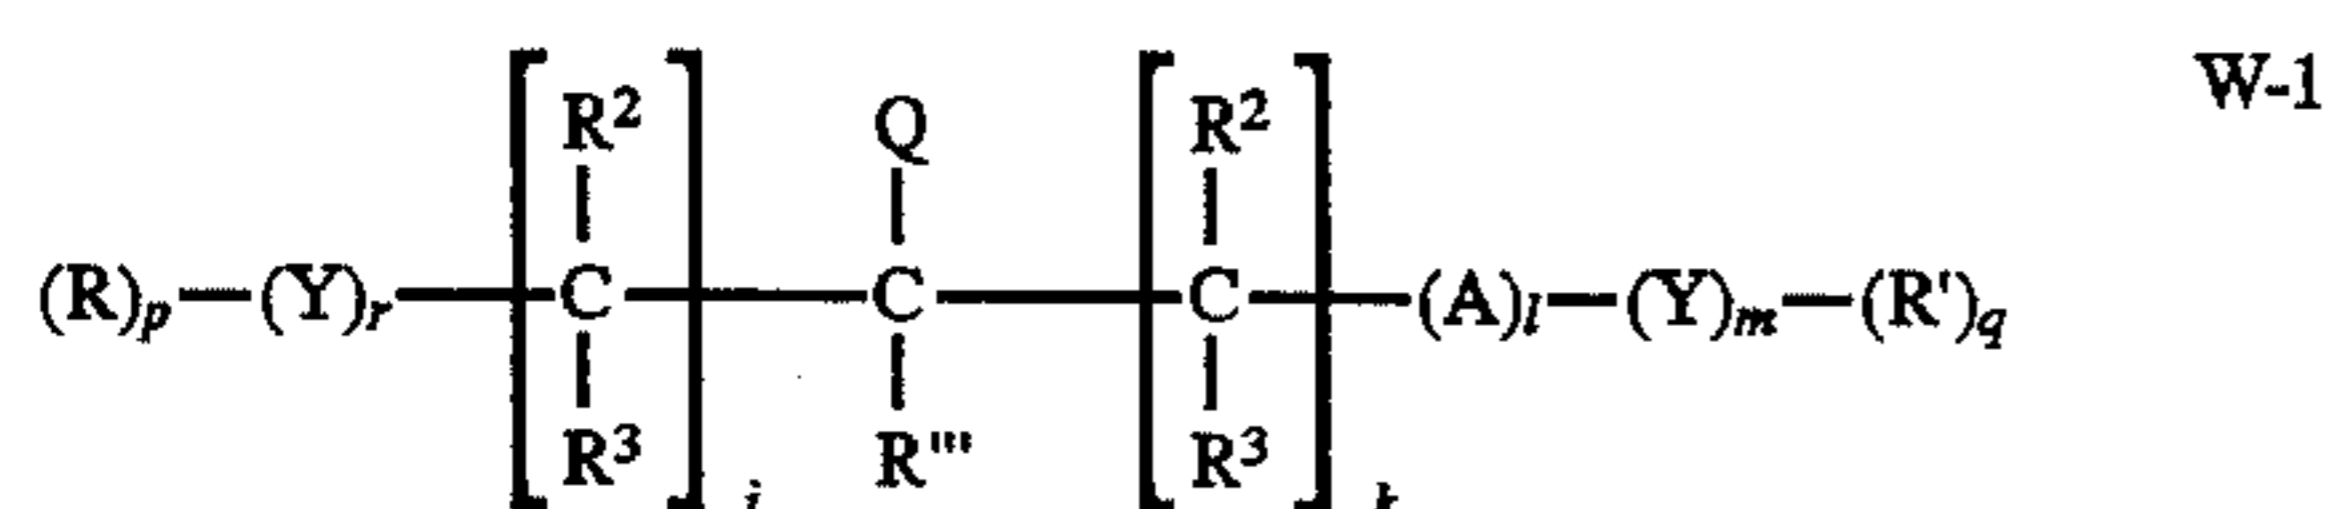 W-1
R² Q R²
(R)p—(Y)r—C—C—C—(A)l—(Y)m—(R')q
R³ R''' R³